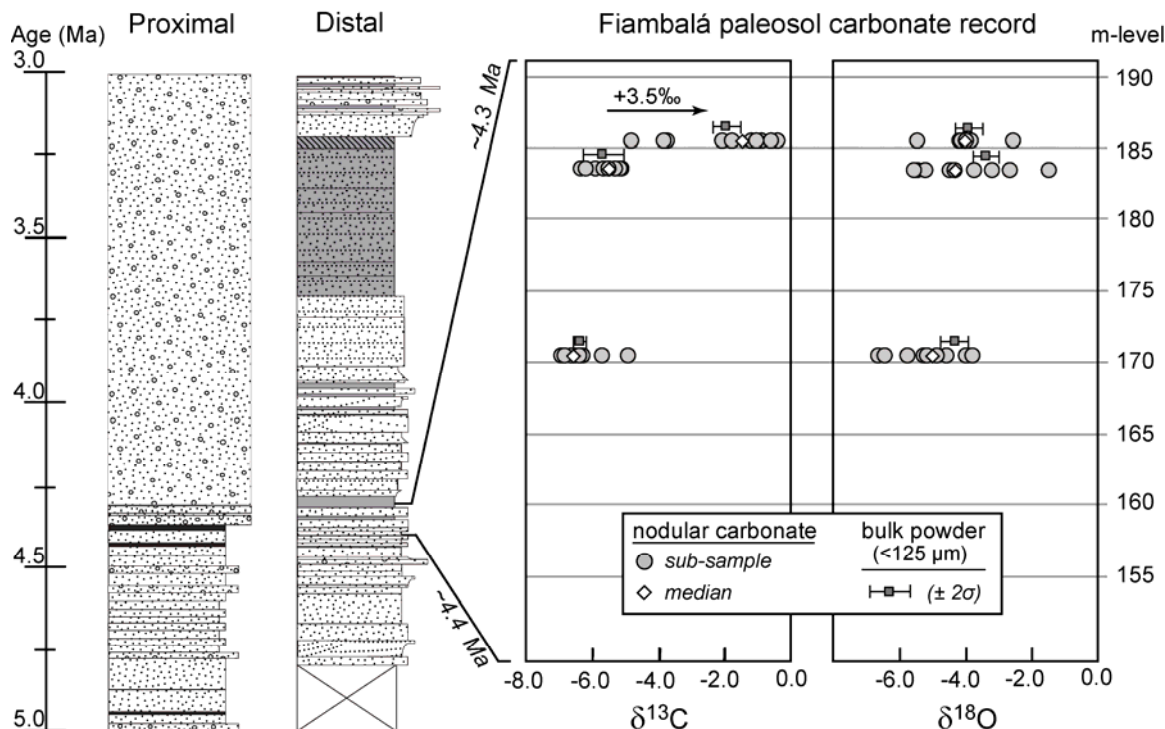 Proximal
Distal
Fiambalá paleosol carbonate record
Age (Ma)
m-level
3.0
3.5
4.0
4.5
5.0
~4.3 Ma
~4.4 Ma
+3.5‰
190
185
180
175
170
165
160
155
nodular carbonate
sub-sample
median
bulk powder
(<125 µm)
(± 2σ)
-8.0 -6.0 -4.0 -2.0 0.0
-6.0 -4.0 -2.0 0.0
δ13C
δ18O